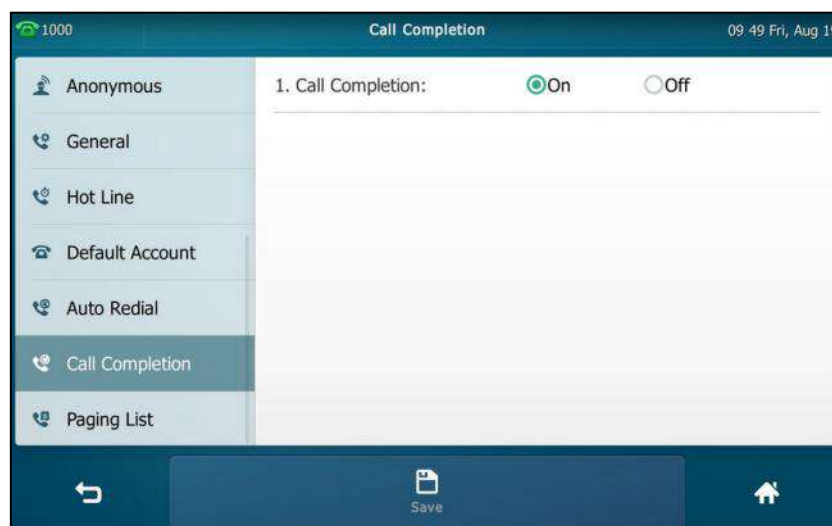 1000
Call Completion
09 49 Fri, Aug 19
Anonymous
General
Hot Line
Default Account
Auto Redial
Call Completion
Paging List
1. Call Completion: On Off
Save